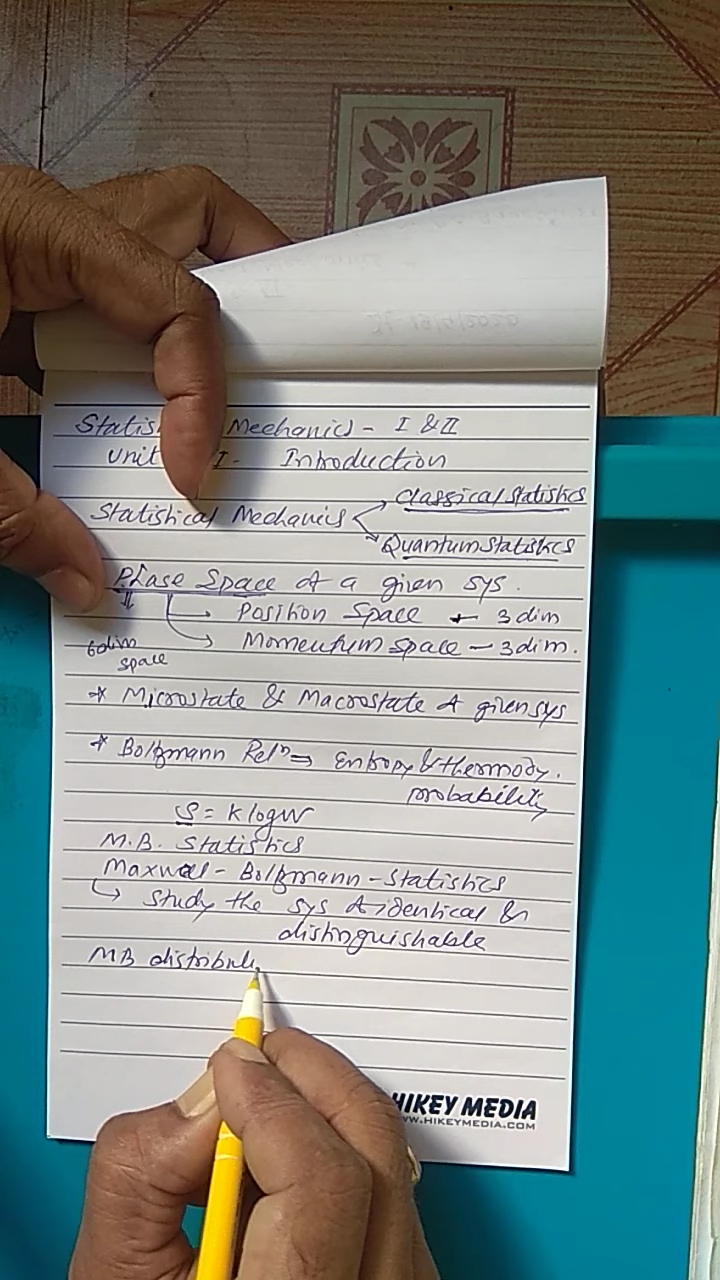 Statis Mechanics - I & II
Unit I - Introduction
Classical Statistics
Statistical Mechanics
Quantum Statistics
Phase Space of a given sys.
Position Space - 3 dim
Momentum space - 3 dim.
6 dim
space
* Microstate & Macrostate of given sys
* Boltzmann Relⁿ ⇒ Entropy & thermody.
probability
S = K log W
M.B. Statistics
Maxwel - Boltzmann - Statistics
↳ Study the sys of identical &
distinguishable
MB distributi
HIKEY MEDIA
WWW.HIKEYMEDIA.COM